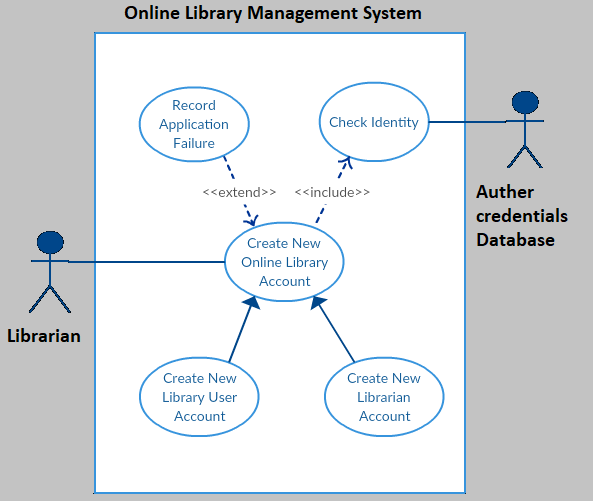 Online Library Management System
Record
Application
Failure
Check Identity
<<extend>>
<<include>>
Auther
credentials
Database
Create New
Online Library
Account
Librarian
Create New
Library User
Account
Create New
Librarian
Account